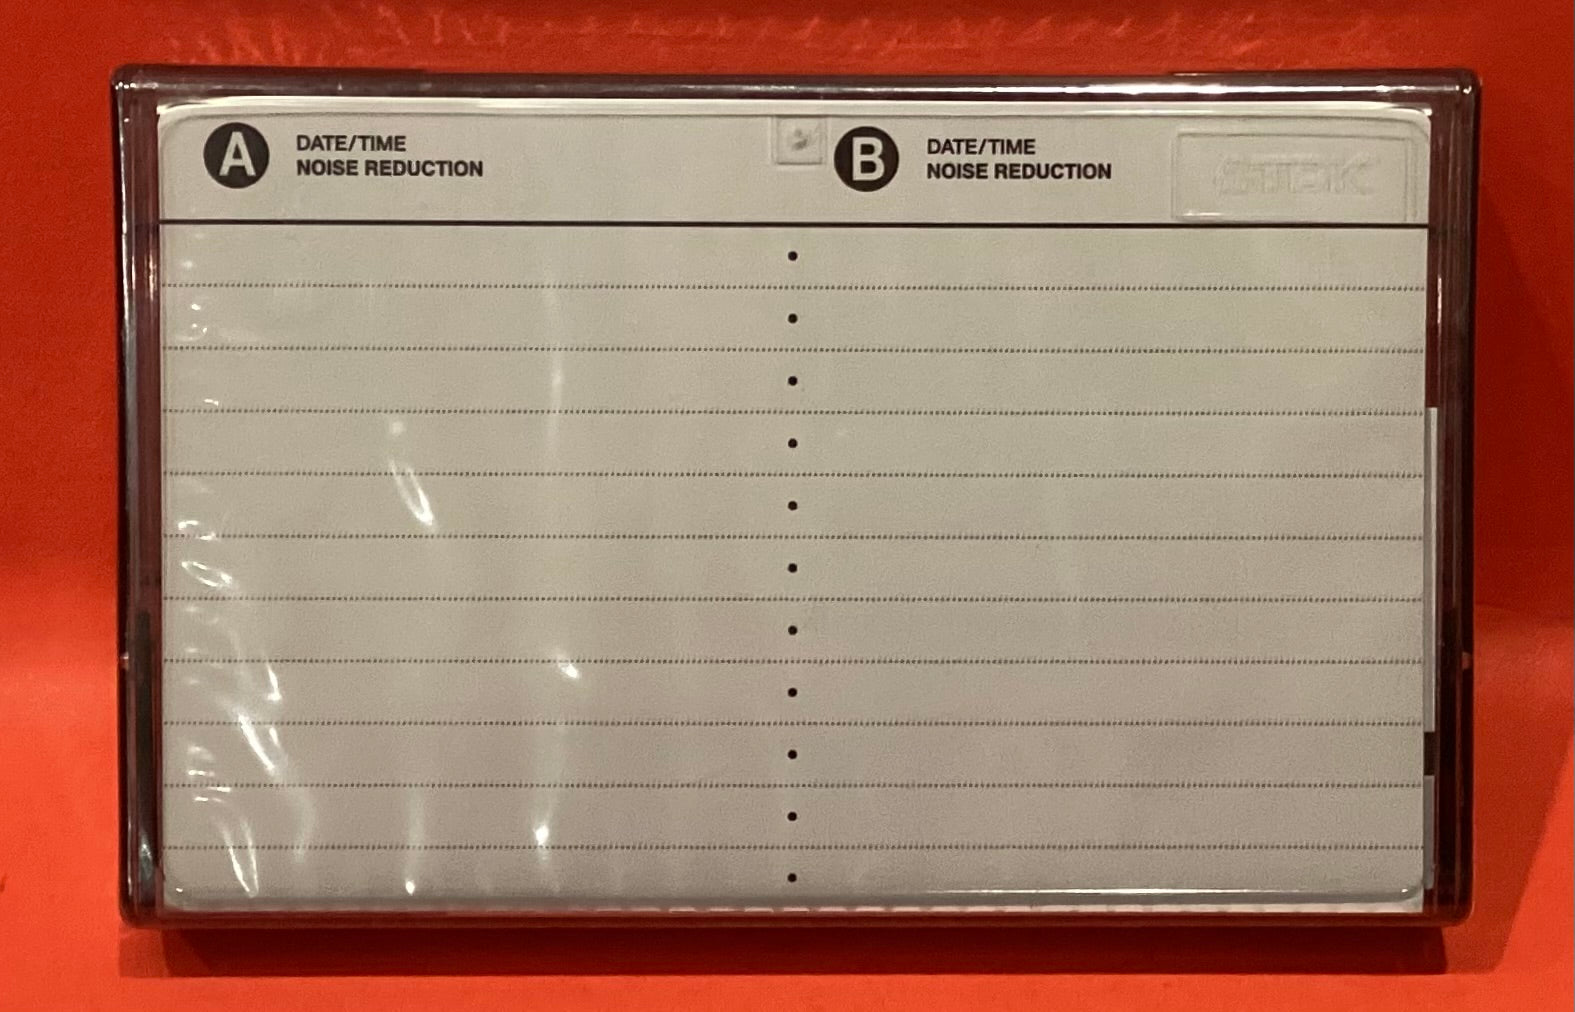 A DATE/TIME
NOISE REDUCTION
B DATE/TIME
NOISE REDUCTION
TDK